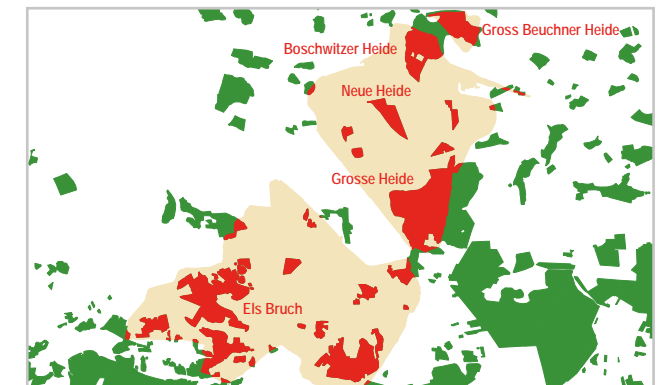 Gross Beuchner Heide
Boschwitzer Heide
Neue Heide
Grosse Heide
Els Bruch